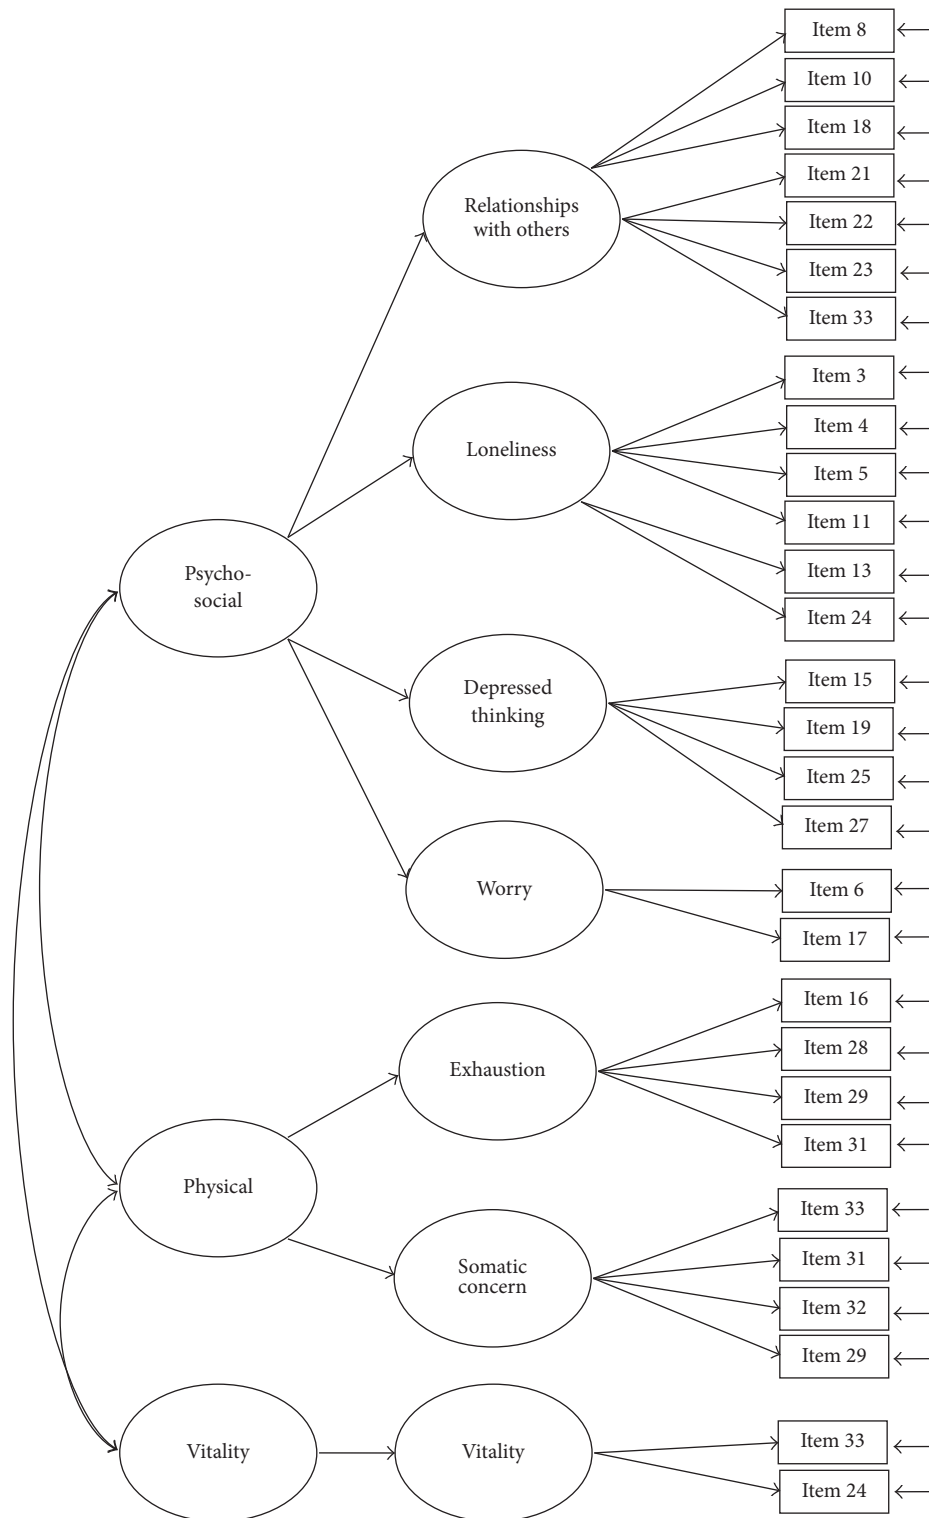 Item 8
Item 10
Item 18
Item 21
Item 22
Item 23
Item 33
Relationships
with others
Item 3
Item 4
Item 5
Item 11
Item 13
Item 24
Loneliness
Psycho-
social
Item 15
Item 19
Item 25
Item 27
Depressed
thinking
Worry
Item 6
Item 17
Item 16
Item 28
Item 29
Item 31
Exhaustion
Physical
Item 33
Item 31
Item 32
Item 29
Somatic
concern
Vitality
Vitality
Item 33
Item 24